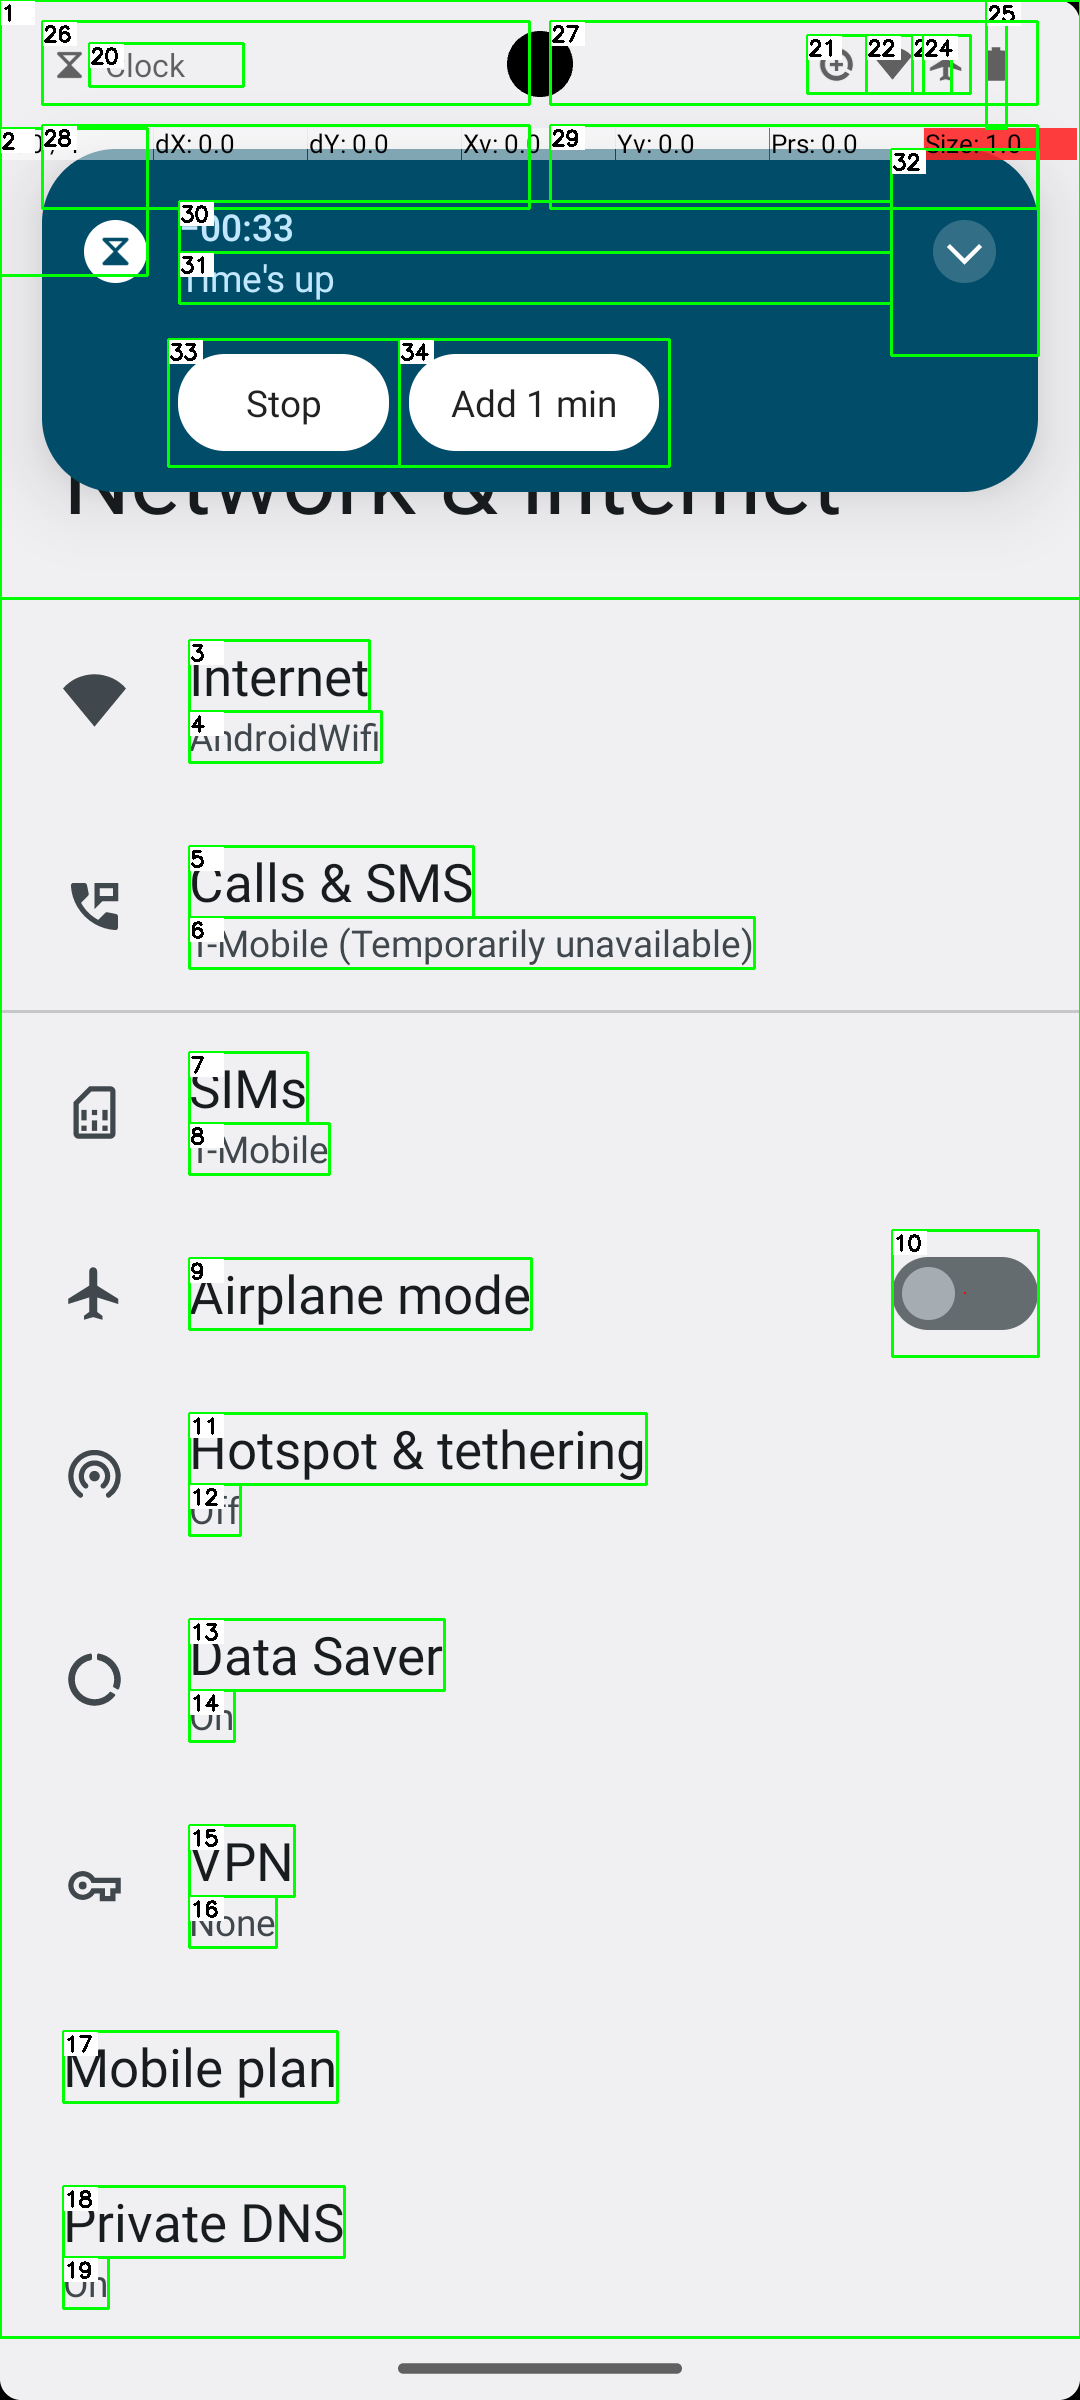 1
26
20 Clock
27
21 22 2 24
25
2
28
dX: 0.0 dY: 0.0 Xv: 0.0 29 Yv: 0.0 Prs: 0.0 Size: 1.0
32
30 -00:33
31 Time's up
33 Stop
34 Add 1 min
Network & internet
3 Internet
4 AndroidWifi
5 Calls & SMS
6 T-Mobile (Temporarily unavailable)
7 SIMs
8 T-Mobile
9 Airplane mode
10
11 Hotspot & tethering
12 Off
13 Data Saver
14 On
15 VPN
16 None
17 Mobile plan
18 Private DNS
19 On